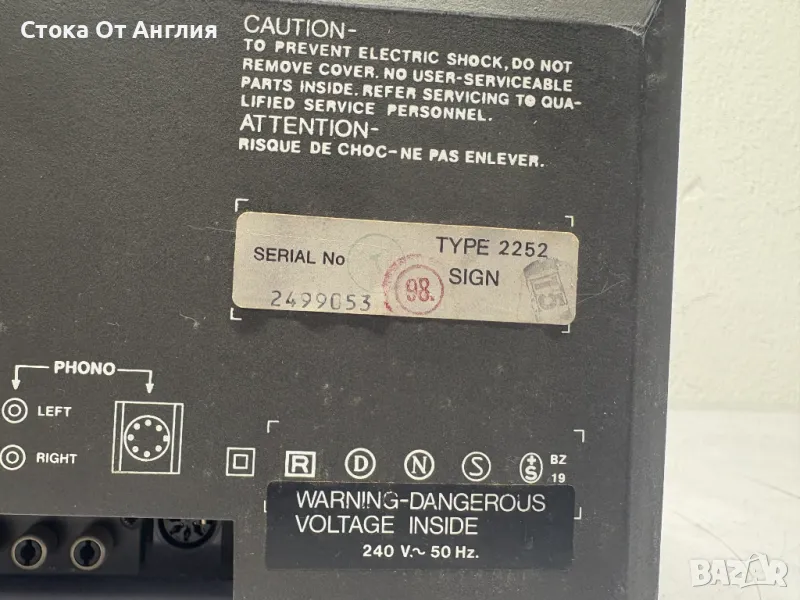 Стока От Англия
CAUTION-
TO PREVENT ELECTRIC SHOCK, DO NOT
REMOVE COVER. NO USER-SERVICEABLE
PARTS INSIDE. REFER SERVICING TO QUA-
LIFIED SERVICE PERSONNEL.
ATTENTION-
RISQUE DE CHOC-NE PAS ENLEVER.
TYPE 2252
SERIAL No
SIGN
98.
2499053
PHONO
LEFT
RIGHT
R D N S S BZ
19
WARNING-DANGEROUS
VOLTAGE INSIDE
240 V.~ 50 Hz.
BAZAR